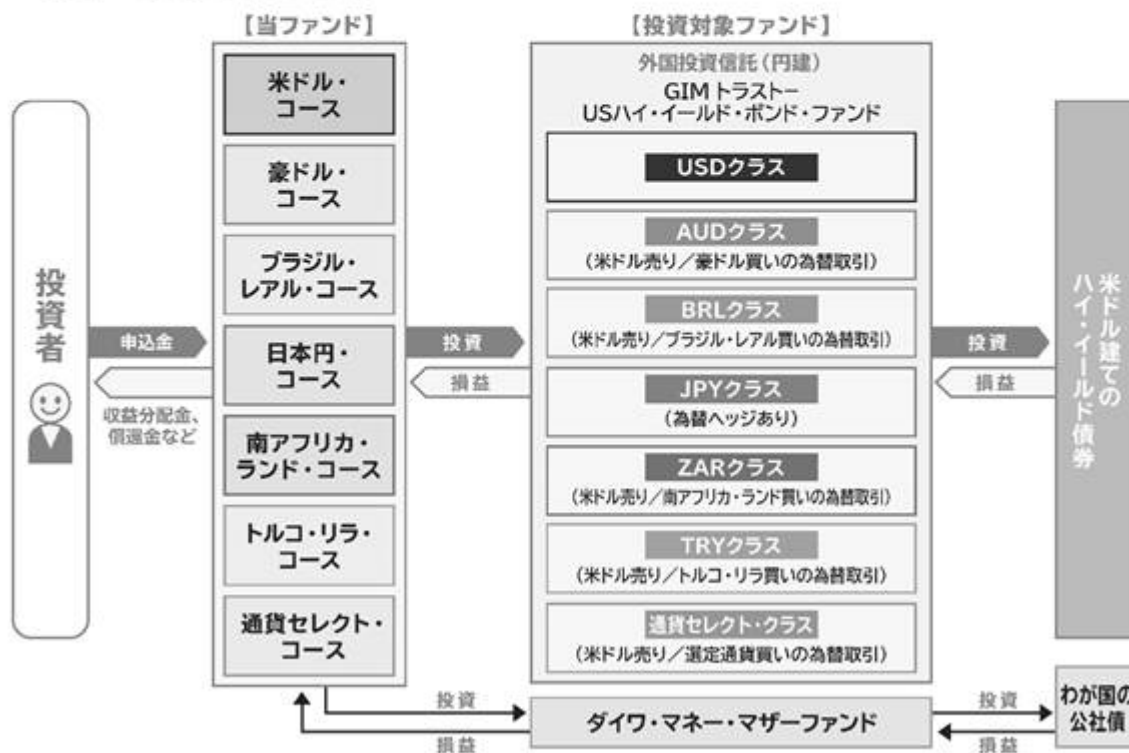 【当ファンド】
米ドル・
コース
豪ドル・
コース
ブラジル・
レアル・コース
日本円・
コース
南アフリカ・
ランド・コース
トルコ・リラ・
コース
通貨セレクト・
コース
投資者
申込金
収益分配金、
償還金など
投資
損益
【投資対象ファンド】
外国投資信託（円建）
GIMトラストー
USハイ・イールド・ボンド・ファンド
USDクラス
AUDクラス
（米ドル売り／豪ドル買いの為替取引）
BRLクラス
（米ドル売り／ブラジル・レアル買いの為替取引）
JPYクラス
（為替ヘッジあり）
ZARクラス
（米ドル売り／南アフリカ・ランド買いの為替取引）
TRYクラス
（米ドル売り／トルコ・リラ買いの為替取引）
通貨セレクト・クラス
（米ドル売り／選定通貨買いの為替取引）
投資
損益
米ドル建ての
ハイ・イールド債券
投資
損益
ダイワ・マネー・マザーファンド
投資
損益
わが国の
公社債